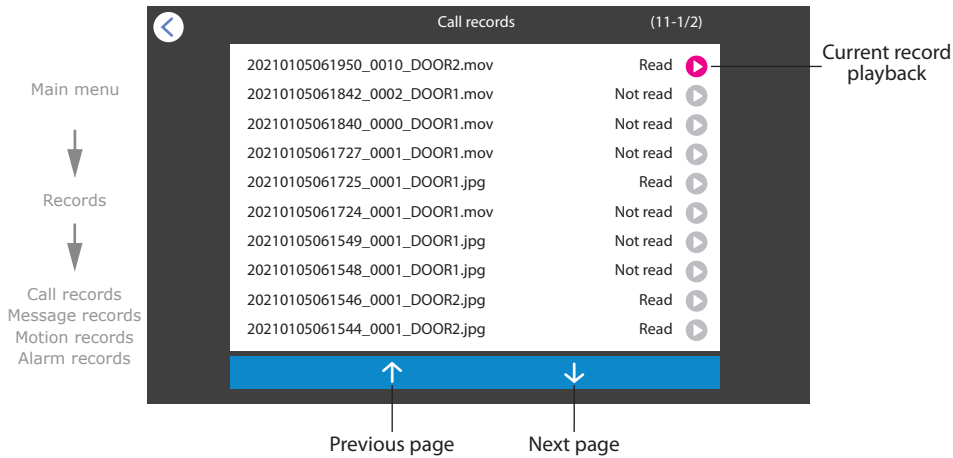 Call records (11-1/2)
20210105061950_0010_DOOR2.mov Read
20210105061842_0002_DOOR1.mov Not read
20210105061840_0000_DOOR1.mov Not read
20210105061727_0001_DOOR1.mov Not read
20210105061725_0001_DOOR1.jpg Read
20210105061724_0001_DOOR1.mov Not read
20210105061549_0001_DOOR1.jpg Not read
20210105061548_0001_DOOR1.jpg Not read
20210105061546_0001_DOOR2.jpg Read
20210105061544_0001_DOOR2.jpg Read
Current record
playback
Main menu
Records
Call records
Message records
Motion records
Alarm records
Previous page
Next page